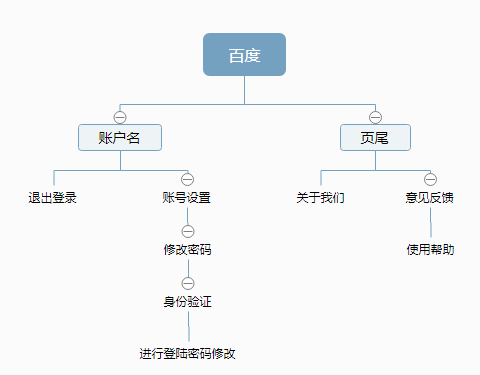 百度
账户名
页尾
退出登录
账号设置
关于我们
意见反馈
修改密码
使用帮助
身份验证
进行登陆密码修改